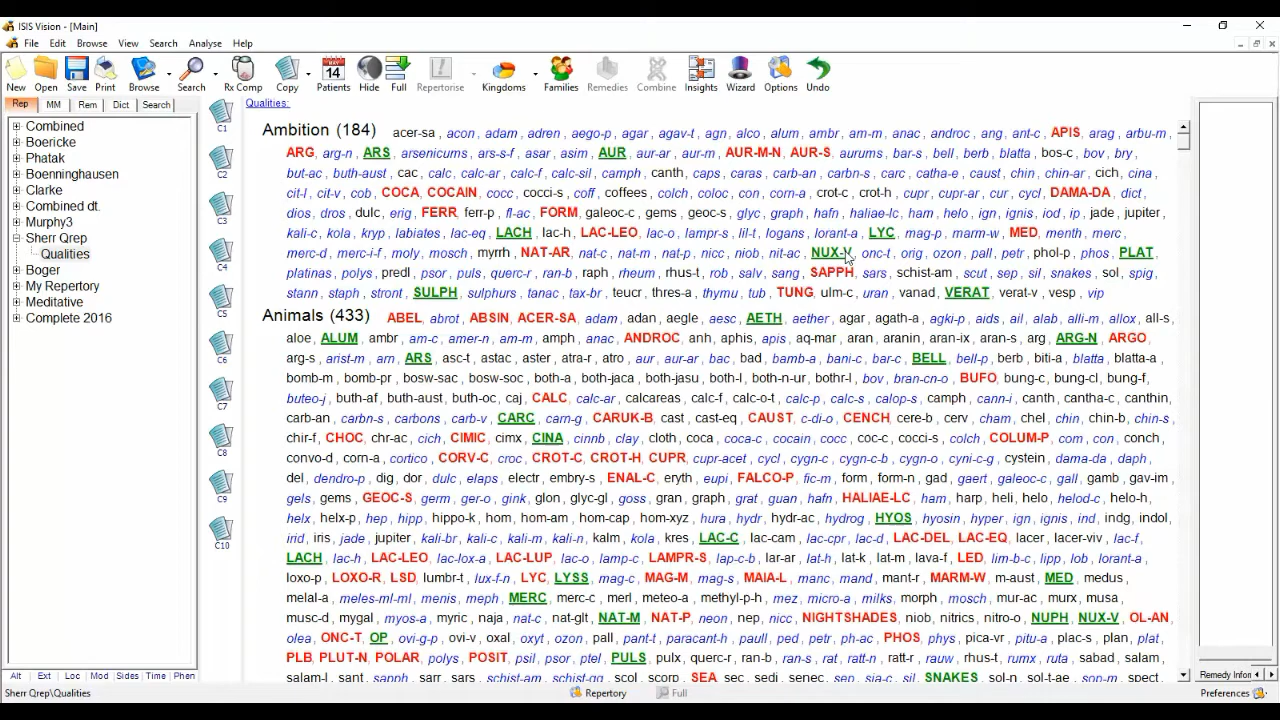 ISIS Vision - [Main]
File Edit Browse View Search Analyse Help
New Open Save Print Browse Search Rx Comp Copy Patients Hide Full Repertorise Kingdoms Families Remedies Combine Insights Wizard Options Undo
MAY
14
Rep MM Rem Dict Search
Combined
Boericke
Phatak
Boenninghausen
Clarke
Combined dt.
Murphy3
Sherr Qrep
Qualities
Boger
My Repertory
Meditative
Complete 2016
Alt Ext Loc Mod Sides Time Phen
C1
C2
C3
C4
C5
C6
C7
C8
C9
C10
Qualities:
Ambition (184) acer-sa , acon , adam , adren , aego-p , agar , agav-t , agn , alco , alum , ambr , am-m , anac , androc , ang , ant-c , APIS, arag , arbu-m ,
ARG, arg-n , ARS , arsenicums , ars-s-f , asar , asim , AUR , aur-ar , aur-m , AUR-M-N, AUR-S, aurums , bar-s , bell , berb , blatta , bos-c , bov , bry ,
but-ac , buth-aust , cac , calc , calc-ar , calc-f , calc-sil , camph , canth , caps , caras , carb-an , carbn-s , carc , catha-e , caust , chin , chin-ar , cich , cina ,
cit-l , cit-v , cob , COCA, COCAIN, cocc , cocci-s , coff , coffees , colch , coloc , con , corn-a , crot-c , crot-h , cupr , cupr-ar , cur , cycl , DAMA-DA, dict ,
dios , dros , dulc , erig , FERR, ferr-p , fl-ac , FORM, galeoc-c , gems , geoc-s , glyc , graph , hafn , haliae-lc , ham , helo , ign , ignis , iod , ip , jade , jupiter ,
kali-c , kola , kryp , labiates , lac-eq , LACH , lac-h , LAC-LEO, lac-o , lampr-s , lil-t , logans , lorant-a , LYC , mag-p , marm-w , MED, menth , merc ,
merc-d , merc-i-f , moly , mosch , myrrh , NAT-AR, nat-c , nat-m , nat-p , nicc , niob , nit-ac , NUX-V , onc-t , orig , ozon , pall , petr , phol-p , phos , PLAT ,
platinas , polys , predl , psor , puls , querc-r , ran-b , raph , rheum , rhus-t , rob , salv , sang , SAPPH, sars , schist-am , scut , sep , sil , snakes , sol , spig ,
stann , staph , stront , SULPH , sulphurs , tanac , tax-br , teucr , thres-a , thymu , tub , TUNG, ulm-c , uran , vanad , VERAT , verat-v , vesp , vip
Animals (433) ABEL, abrot , ABSIN, ACER-SA, adam , adan , aegle , aesc , AETH , aether , agar , agath-a , agki-p , aids , ail , alab , alli-m , allox , all-s ,
aloe , ALUM , ambr , am-c , amer-n , am-m , amph , anac , ANDROC, anh , aphis , apis , aq-mar , aran , aranin , aran-ix , aran-s , arg , ARG-N , ARGO,
arg-s , arist-m , arn , ARS , asc-t , astac , aster , atra-r , atro , aur , aur-ar , bac , bad , bamb-a , bani-c , bar-c , BELL , bell-p , berb , biti-a , blatta , blatta-a ,
bomb-m , bomb-pr , bosw-sac , bosw-soc , both-a , both-jaca , both-jasu , both-l , both-n-ur , bothr-l , bov , bran-cn-o , BUFO, bung-c , bung-cl , bung-f ,
buteo-j , buth-af , buth-aust , buth-oc , caj , CALC, calc-ar , calcareas , calc-f , calc-o-t , calc-p , calc-s , calop-s , camph , cann-i , canth , cantha-c , canthin ,
carb-an , carbn-s , carbons , carb-v , CARC , carn-g , CARUK-B, cast , cast-eq , CAUST, c-di-o , CENCH, cere-b , cerv , cham , chel , chin , chin-b , chin-s ,
chir-f , CHOC, chr-ac , cich , CIMIC, cimx , CINA , cinnb , clay , cloth , coca , coca-c , cocain , cocc , coc-c , cocci-s , colch , COLUM-P, com , con , conch ,
convo-d , corn-a , cortico , CORV-C, croc , CROT-C, CROT-H, CUPR, cupr-acet , cycl , cygn-c , cygn-c-b , cygn-o , cyni-c-g , cystein , dama-da , daph ,
del , dendro-p , dig , dor , dulc , elaps , electr , embry-s , ENAL-C, eryth , eupi , FALCO-P, fic-m , form , form-n , gad , gaert , galeoc-c , gall , gamb , gav-im ,
gels , gems , GEOC-S, germ , ger-o , gink , glon , glyc-gl , goss , gran , graph , grat , guan , hafn , HALIAE-LC, ham , harp , heli , helo , helod-c , helo-h ,
helx , helx-p , hep , hipp , hippo-k , hom , hom-am , hom-cap , hom-xyz , hura , hydr , hydr-ac , hydrog , HYOS , hyosin , hyper , ign , ignis , ind , indg , indol ,
irid , iris , jade , jupiter , kali-br , kali-c , kali-m , kali-n , kalm , kola , kres , LAC-C , lac-cam , lac-cpr , lac-d , LAC-DEL, LAC-EQ, lacer , lacer-viv , lac-f ,
LACH , lac-h , LAC-LEO, lac-lox-a , LAC-LUP, lac-o , lamp-c , LAMPR-S, lap-c-b , lar-ar , lat-h , lat-k , lat-m , lava-f , LED, lim-b-c , lipp , lob , lorant-a ,
loxo-p , LOXO-R, LSD, lumbr-t , lux-f-n , LYC, LYSS , mag-c , MAG-M, mag-s , MAIA-L, manc , mand , mant-r , MARM-W, m-aust , MED , medus ,
melal-a , meles-ml-ml , menis , meph , MERC , merc-c , merl , meteo-a , methyl-p-h , mez , micro-a , milks , morph , mosch , mur-ac , murx , musa ,
musc-d , mygal , myos-a , myric , naja , nat-c , nat-glt , NAT-M , NAT-P, neon , nep , nicc , NIGHTSHADES, niob , nitrics , nitro-o , NUPH , NUX-V , OL-AN,
olea , ONC-T, OP , ovi-g-p , ovi-v , oxal , oxyt , ozon , pall , pant-t , paracant-h , paull , ped , petr , ph-ac , PHOS, phys , pica-vr , pitu-a , plac-s , plan , plat ,
PLB, PLUT-N, POLAR, polys , POSIT, psil , psor , ptel , PULS , pulx , querc-r , ran-b , ran-s , rat , ratt-n , ratt-r , rauw , rhus-t , rumx , ruta , sabad , salam ,
salam-l , sant , sapph , sarr , sars , schist-am , schist-gs , scol , scorp , SEA, sec , sedi , senec , sep , sia-c , sil , SNAKES , sol-n , sol-t-ae , sop-m , spect ,
Remedy Infor
Sherr Qrep\Qualities Repertory Full Preferences